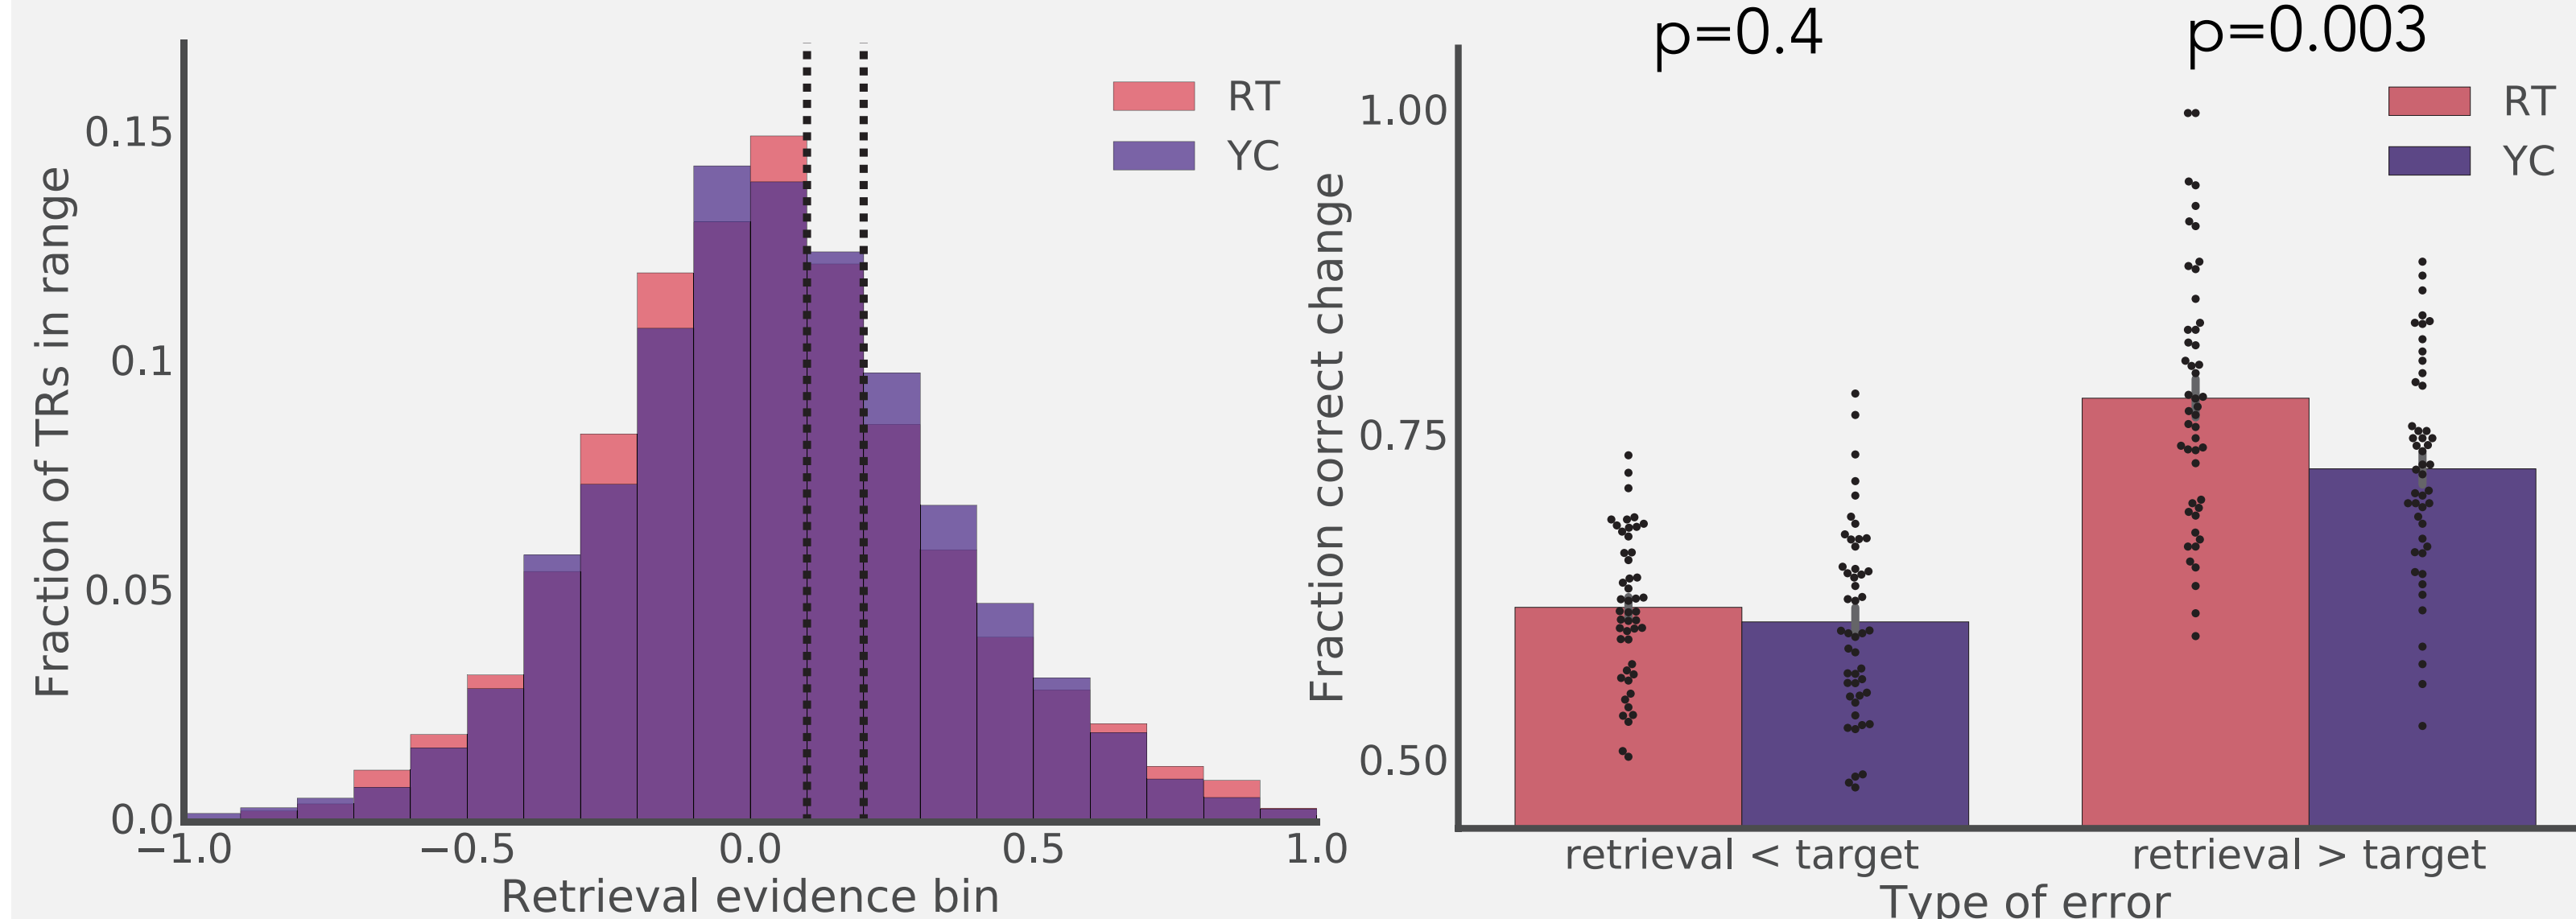 p=0.4
p=0.003
RT
YC
0.15
0.1
0.05
0.0
Fraction of TRs in range
−1.0
−0.5
0.0
0.5
1.0
Retrieval evidence bin
RT
YC
1.00
0.75
0.50
Fraction correct change
retrieval < target
retrieval > target
Type of error